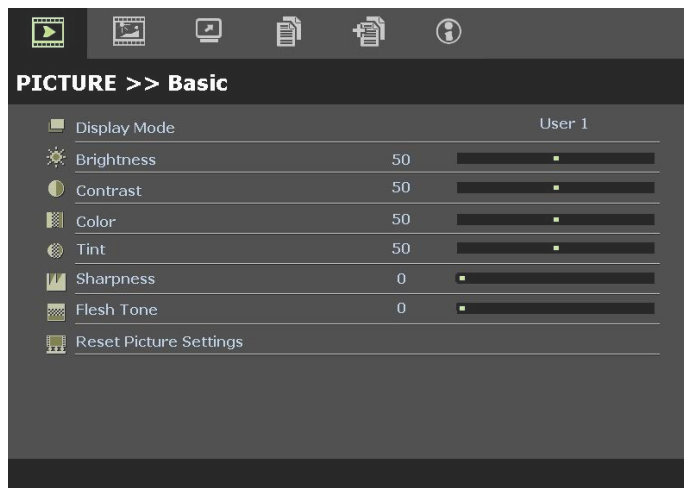 PICTURE >> Basic
Display Mode User 1
Brightness 50
Contrast 50
Color 50
Tint 50
Sharpness 0
Flesh Tone 0
Reset Picture Settings